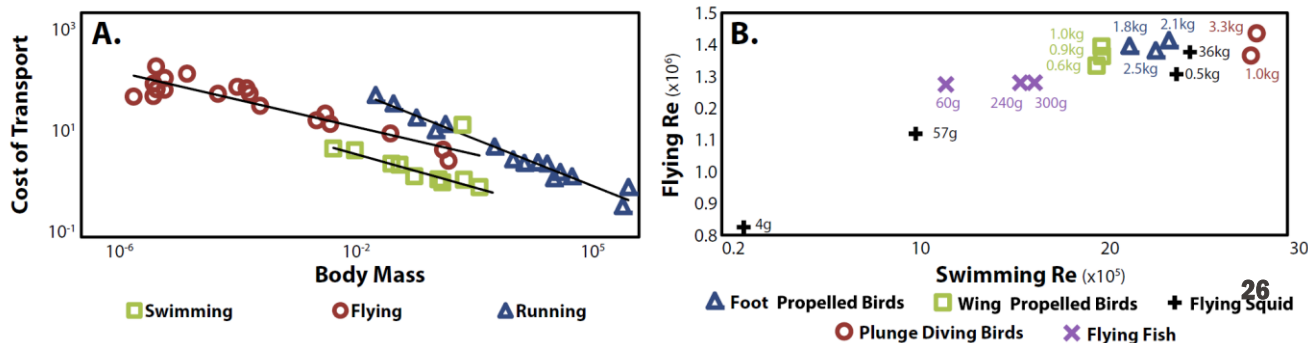 A.
Cost of Transport
10³
10¹
10⁻¹
10⁻⁶
10⁻²
10⁵
Body Mass
Swimming
Flying
Running
B.
Flying Re (x10⁶)
1.5
1.4
1.3
0.2
1.1
1.0
0.9
0.8
1.0kg
0.9kg
0.6kg
1.8kg
2.1kg
2.5kg
3.3kg
1.0kg
36kg
0.5kg
60g
240g
300g
57g
4g
0.2
10
20
30
Swimming Re (x10⁵)
26
Foot Propelled Birds
Wing Propelled Birds
Flying Squid
Plunge Diving Birds
Flying Fish